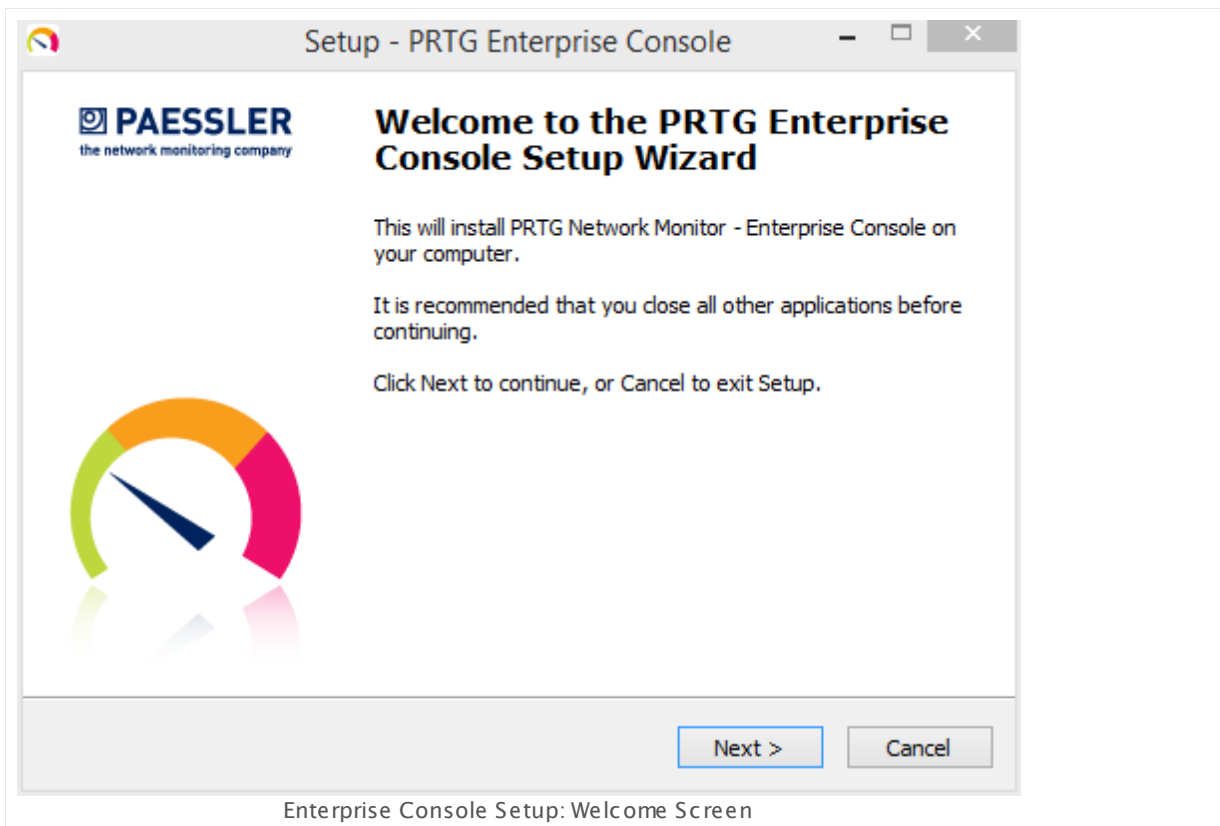 Setup - PRTG Enterprise Console
PAESSLER
the network monitoring company
Welcome to the PRTG Enterprise
Console Setup Wizard
This will install PRTG Network Monitor - Enterprise Console on
your computer.
It is recommended that you close all other applications before
continuing.
Click Next to continue, or Cancel to exit Setup.
Next >
Cancel
Enterprise Console Setup: Welcome Screen